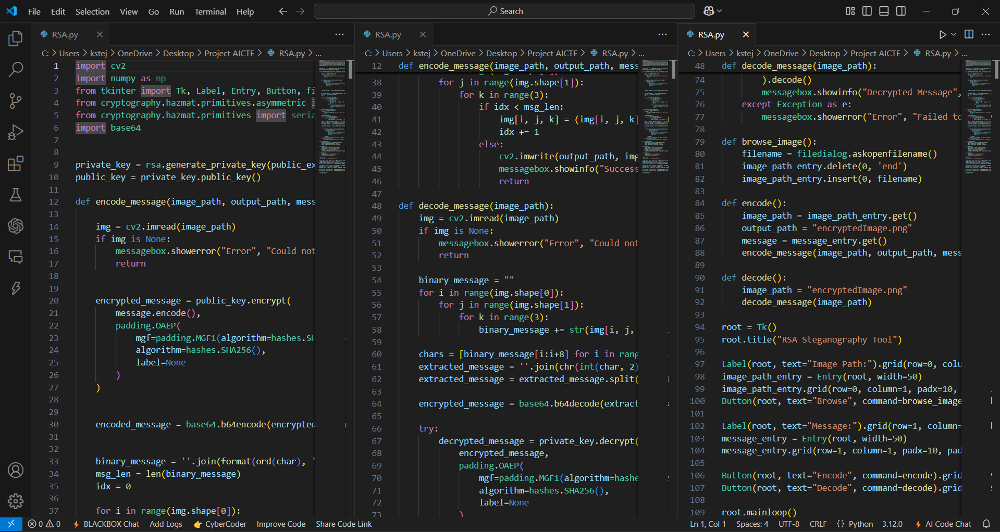 File Edit Selection View Go Run Terminal Help
Search
RSA.py
C: > Users > kstej > OneDrive > Desktop > Project AICTE > RSA.py > ...
1 import cv2
2 import numpy as np
3 from tkinter import Tk, Label, Entry, Button, fi
4 from cryptography.hazmat.primitives.asymmetric i
5 from cryptography.hazmat.primitives import seria
6 import base64
7
8
9 private_key = rsa.generate_private_key(public_ex
10 public_key = private_key.public_key()
11
12 def encode_message(image_path, output_path, mess
13
14     img = cv2.imread(image_path)
15     if img is None:
16         messagebox.showerror("Error", "Could not
17         return
18
19
20     encrypted_message = public_key.encrypt(
21         message.encode(),
22         padding.OAEP(
23             mgf=padding.MGF1(algorithm=hashes.SH
24             algorithm=hashes.SHA256(),
25             label=None
26         )
27     )
28
29
30     encoded_message = base64.b64encode(encrypted
31
32
33     binary_message = ''.join(format(ord(char), '
34     msg_len = len(binary_message)
35     idx = 0
36
37     for i in range(img.shape[0]):
RSA.py
C: > Users > kstej > OneDrive > Desktop > Project AICTE > RSA.py > ...
12 def encode_message(image_path, output_path, mess
38         for j in range(img.shape[1]):
39             for k in range(3):
40                 if idx < msg_len:
41                     img[i, j, k] = (img[i, j, k]
42                     idx += 1
43                 else:
44                     cv2.imwrite(output_path, img
45                     messagebox.showinfo("Success
46                     return
47
48 def decode_message(image_path):
49     img = cv2.imread(image_path)
50     if img is None:
51         messagebox.showerror("Error", "Could not
52         return
53
54     binary_message = ""
55     for i in range(img.shape[0]):
56         for j in range(img.shape[1]):
57             for k in range(3):
58                 binary_message += str(img[i, j,
59
60     chars = [binary_message[i:i+8] for i in rang
61     extracted_message = ''.join(chr(int(char, 2)
62     extracted_message = extracted_message.split(
63
64     encrypted_message = base64.b64decode(extract
65
66     try:
67         decrypted_message = private_key.decrypt(
68             encrypted_message,
69             padding.OAEP(
70                 mgf=padding.MGF1(algorithm=hashe
71                 algorithm=hashes.SHA256(),
72                 label=None
73             )
RSA.py
C: > Users > kstej > OneDrive > Desktop > Project AICTE > RSA.py > ...
48 def decode_message(image_path):
74         ).decode()
75         messagebox.showinfo("Decrypted Message",
76     except Exception as e:
77         messagebox.showerror("Error", "Failed to
78
79 def browse_image():
80     filename = filedialog.askopenfilename()
81     image_path_entry.delete(0, 'end')
82     image_path_entry.insert(0, filename)
83
84 def encode():
85     image_path = image_path_entry.get()
86     output_path = "encryptedImage.png"
87     message = message_entry.get()
88     encode_message(image_path, output_path, mess
89
90 def decode():
91     image_path = "encryptedImage.png"
92     decode_message(image_path)
93
94 root = Tk()
95 root.title("RSA Steganography Tool")
96
97 Label(root, text="Image Path:").grid(row=0, colu
98 image_path_entry = Entry(root, width=50)
99 image_path_entry.grid(row=0, column=1, padx=10,
100 Button(root, text="Browse", command=browse_image
101
102 Label(root, text="Message:").grid(row=1, column=
103 message_entry = Entry(root, width=50)
104 message_entry.grid(row=1, column=1, padx=10, pad
105
106 Button(root, text="Encode", command=encode).grid
107 Button(root, text="Decode", command=decode).grid
108
109 root.mainloop()
0 0 BLACKBOX Chat Add Logs CyberCoder Improve Code Share Code Link Ln 1, Col 1 Spaces: 4 UTF-8 CRLF {} Python 3.12.0 AI Code Chat